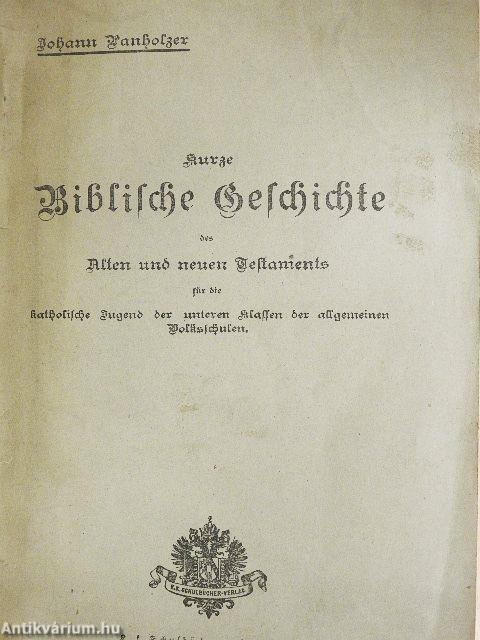 Johann Panholzer
Kurze
Biblische Geschichte
des
Alten und neuen Testaments
für die
katholische Jugend der unteren Klassen der allgemeinen
Volksschulen.
K.K. SCHULBÜCHER-VERLAG
Antikvárium.hu